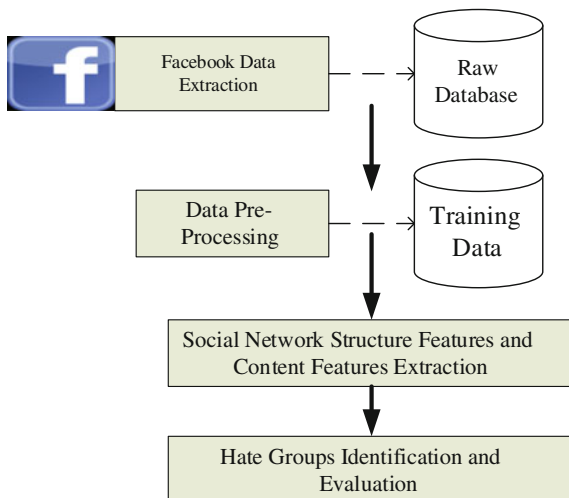 f
Facebook Data
Extraction
Raw
Database
Data Pre-
Processing
Training
Data
Social Network Structure Features and
Content Features Extraction
Hate Groups Identification and
Evaluation